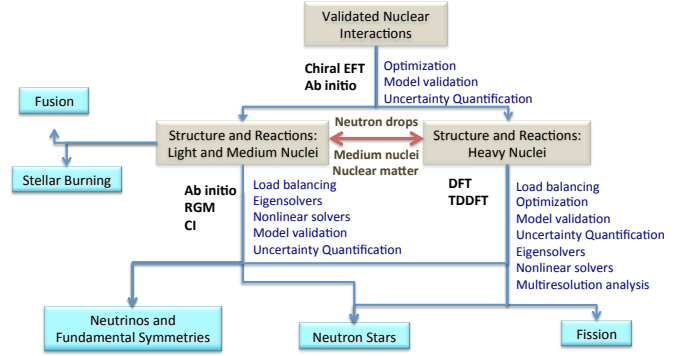 Validated Nuclear
Interactions
Chiral EFT
Ab initio
Optimization
Model validation
Uncertainty Quantification
Fusion
Stellar Burning
Structure and Reactions:
Light and Medium Nuclei
Neutron drops
Medium nuclei
Nuclear matter
Structure and Reactions:
Heavy Nuclei
Ab initio
RGM
CI
Load balancing
Eigensolvers
Nonlinear solvers
Model validation
Uncertainty Quantification
DFT
TDDFT
Load balancing
Optimization
Model validation
Uncertainty Quantification
Eigensolvers
Nonlinear solvers
Multiresolution analysis
Neutrinos and
Fundamental Symmetries
Neutron Stars
Fission